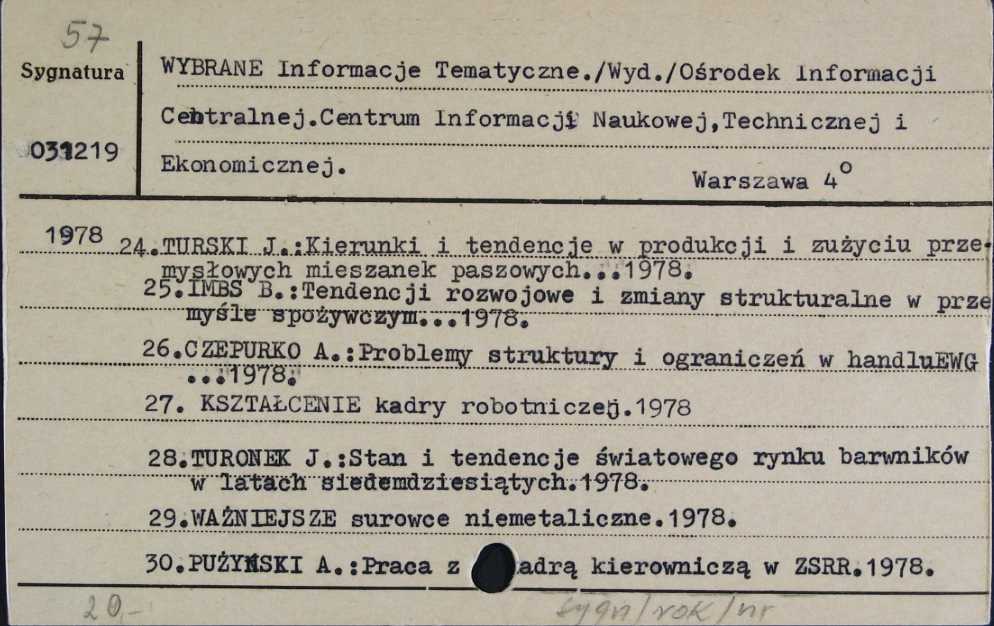 57
Sygnatura
WYBRANE Informacje Tematyczne./Wyd./Ośrodek Informacji
Centralnej.Centrum Informacji Naukowej,Technicznej i
031219
Ekonomicznej.
Warszawa 4°
1978
24.TURSKI J.:Kierunki i tendencje w produkcji i zużyciu prze-
mysłowych mieszanek paszowych...1978.
25.IMBS B.:Tendencji rozwojowe i zmiany strukturalne w prze
myśle spożywczym...1978.
26.CZEPURKO A.:Problemy struktury i ograniczeń w handluEWG
...1978.
27. KSZTAŁCENIE kadry robotniczej.1978
28.TURONEK J.:Stan i tendencje światowego rynku barwników
w latach siedemdziesiątych.1978.
29.WAŻNIEJSZE surowce niemetaliczne.1978.
30.PUŻYŃSKI A.:Praca z adrą kierowniczą w ZSRR.1978.
20,-
sygn/rok/nr